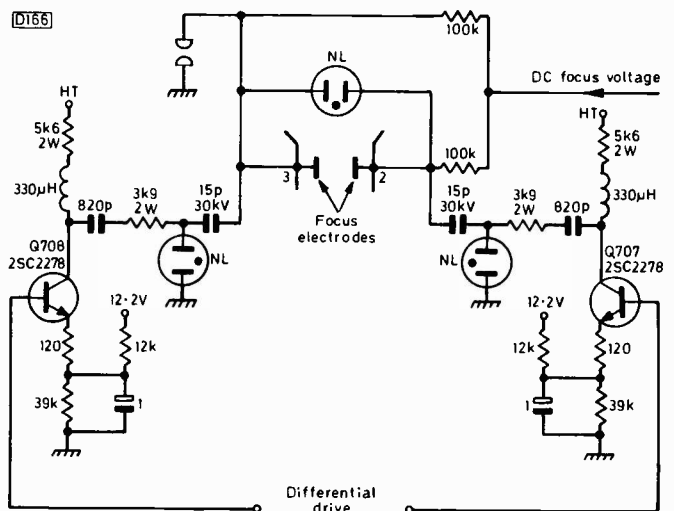 D166
100k
NL
DC focus voltage
HT
5k6
2W
330μH
820p
3k9
2W
15p
30kV
3
2
Focus
electrodes
100k
15p
30kV
3k9
2W
820p
HT
5k6
2W
330μH
Q708
2SC2278
NL
NL
Q707
2SC2278
12·2V
120
12k
39k
1
12·2V
12k
120
1
39k
Differential
drive